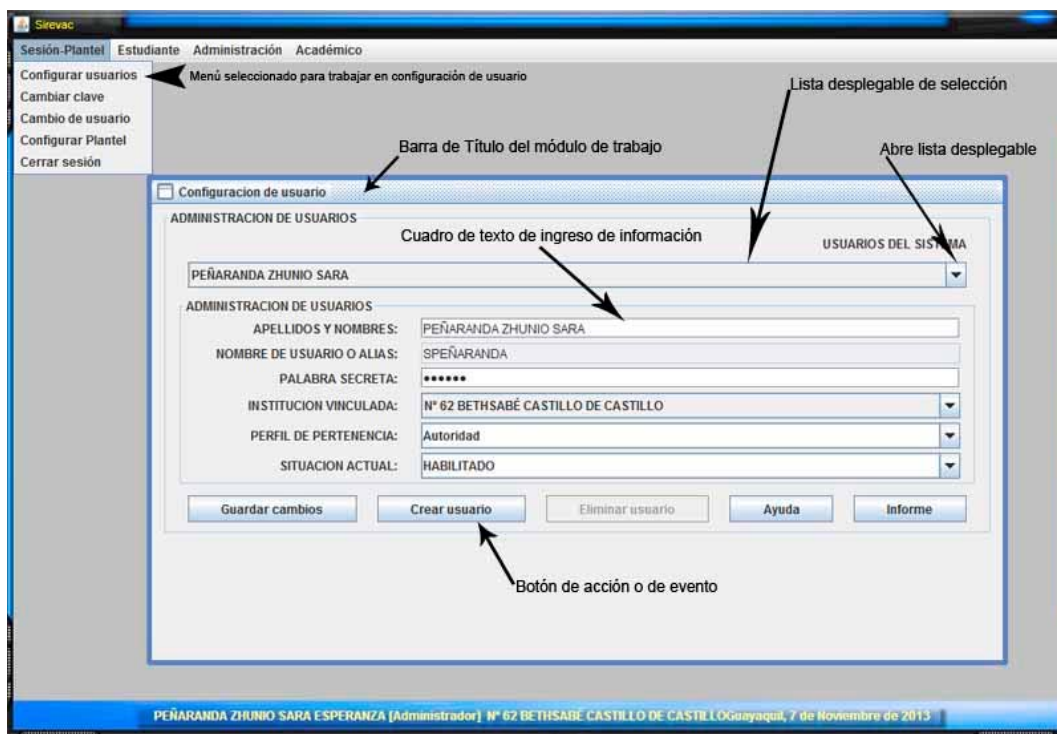 Sirevac
Sesión-Plantel Estudiante Administración Académico
Configurar usuarios
Menú seleccionado para trabajar en configuración de usuario
Cambiar clave
Cambio de usuario
Configurar Plantel
Cerrar sesión
Lista desplegable de selección
Barra de Título del módulo de trabajo
Abre lista desplegable
Configuracion de usuario
ADMINISTRACION DE USUARIOS
Cuadro de texto de ingreso de información
USUARIOS DEL SISTEMA
PEÑARANDA ZHUNIO SARA
ADMINISTRACION DE USUARIOS
APELLIDOS Y NOMBRES: PEÑARANDA ZHUNIO SARA
NOMBRE DE USUARIO O ALIAS: SPEÑARANDA
PALABRA SECRETA: ••••••
INSTITUCION VINCULADA: N° 62 BETHSABÉ CASTILLO DE CASTILLO
PERFIL DE PERTENENCIA: Autoridad
SITUACION ACTUAL: HABILITADO
Guardar cambios Crear usuario Eliminar usuario Ayuda Informe
Botón de acción o de evento
PEÑARANDA ZHUNIO SARA ESPERANZA [Administrador] N° 62 BETHSABÉ CASTILLO DE CASTILLOGuayaquil, 7 de Noviembre de 2013